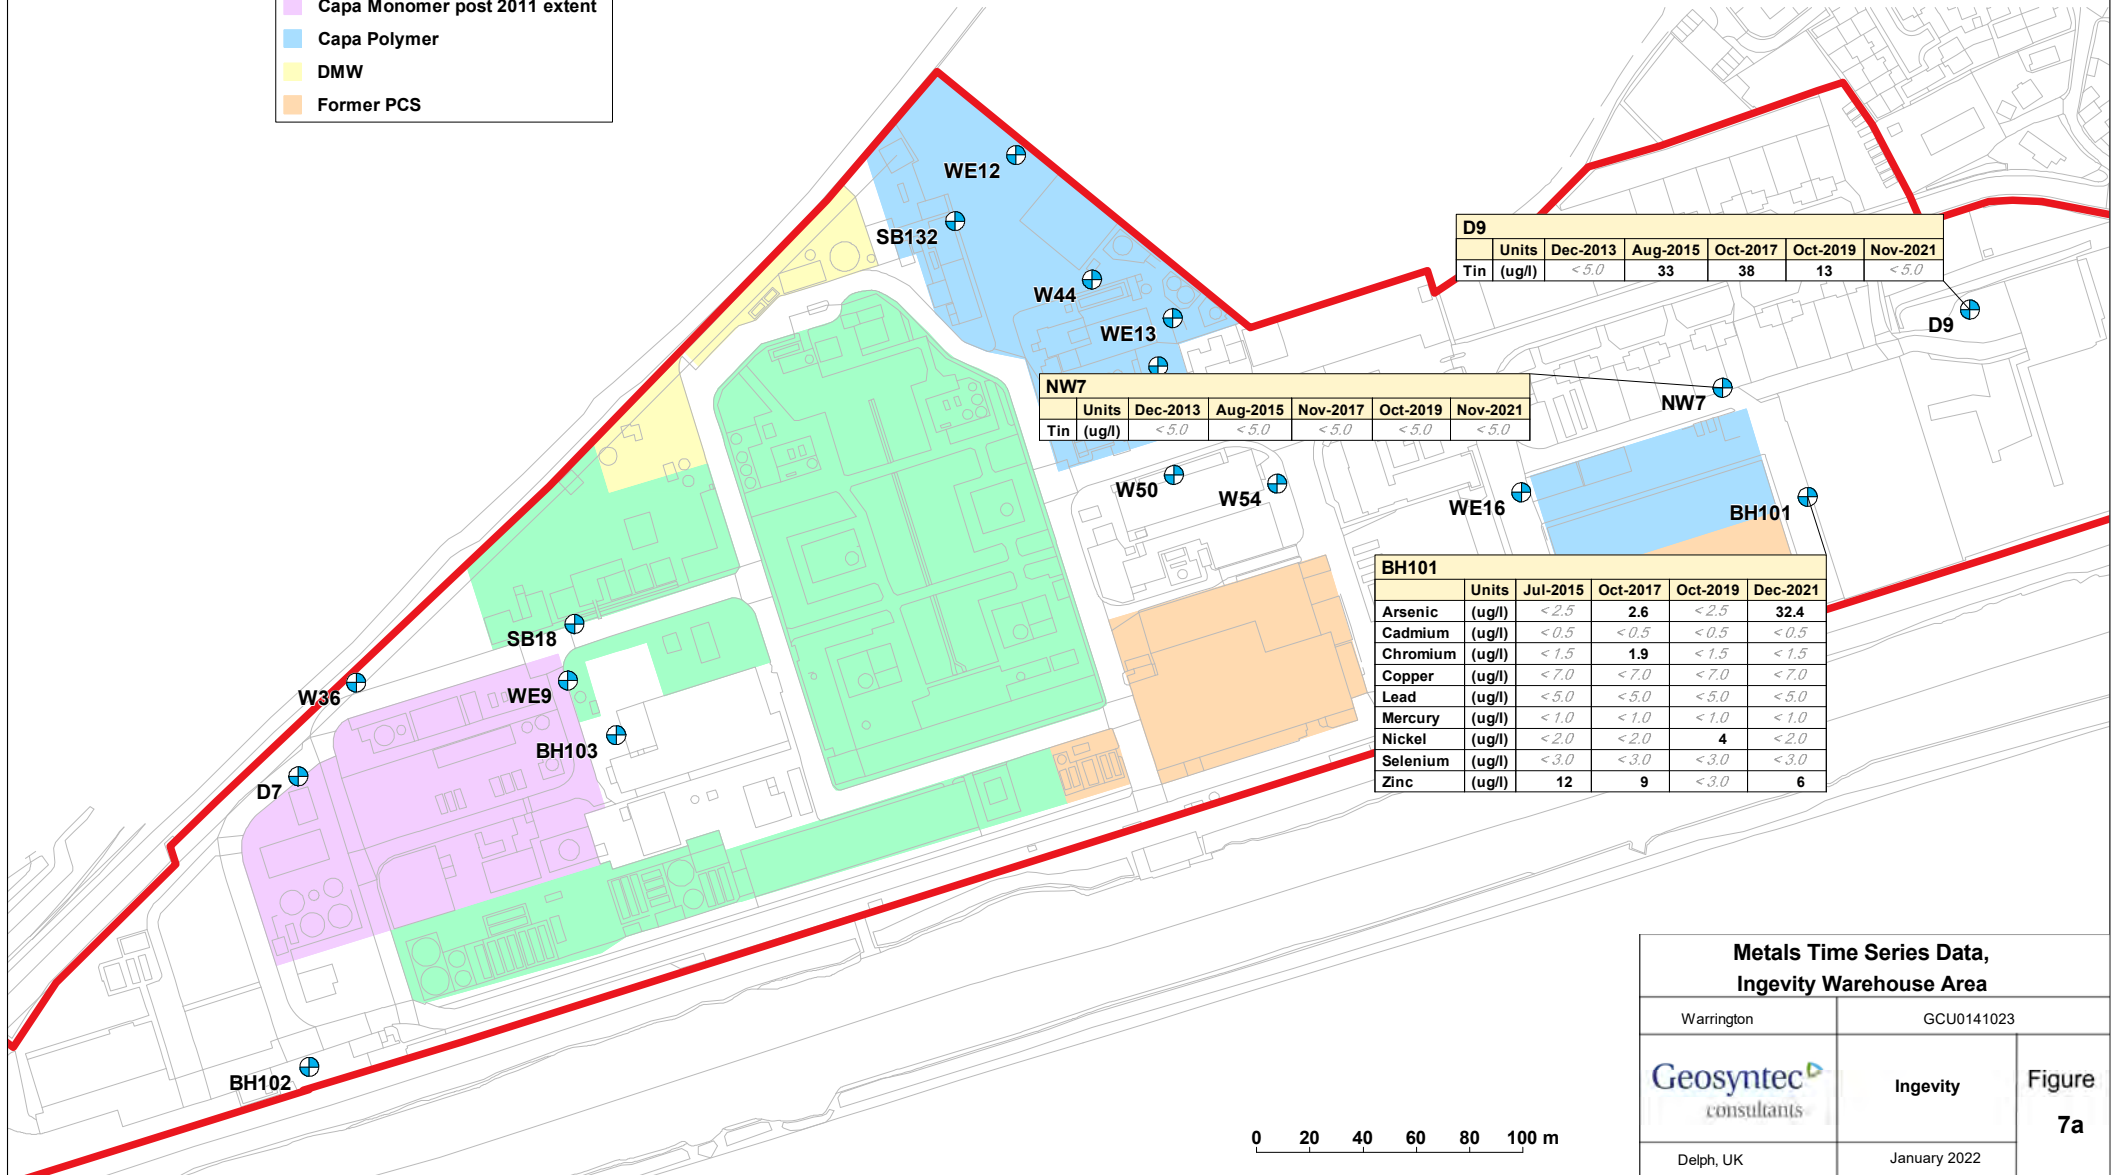 Capa Monomer post 2011 extent
Capa Polymer
DMW
Former PCS
WE12
SB132
W44
WE13
D9
Units Dec-2013 Aug-2015 Oct-2017 Oct-2019 Nov-2021
Tin (ug/l) <5.0 33 38 13 <5.0
D9
NW7
Units Dec-2013 Aug-2015 Nov-2017 Oct-2019 Nov-2021
Tin (ug/l) <5.0 <5.0 <5.0 <5.0 <5.0
NW7
W50
W54
WE16
BH101
BH101
Units Jul-2015 Oct-2017 Oct-2019 Dec-2021
Arsenic (ug/l) <2.5 2.6 <2.5 32.4
Cadmium (ug/l) <0.5 <0.5 <0.5 <0.5
Chromium (ug/l) <1.5 1.9 <1.5 <1.5
Copper (ug/l) <7.0 <7.0 <7.0 <7.0
Lead (ug/l) <5.0 <5.0 <5.0 <5.0
Mercury (ug/l) <1.0 <1.0 <1.0 <1.0
Nickel (ug/l) <2.0 <2.0 4 <2.0
Selenium (ug/l) <3.0 <3.0 <3.0 <3.0
Zinc (ug/l) 12 9 <3.0 6
SB18
W36
WE9
BH103
D7
BH102
0 20 40 60 80 100 m
Metals Time Series Data,
Ingevity Warehouse Area
Warrington GCU0141023
Geosyntec
consultants
Ingevity
Figure
7a
Delph, UK January 2022